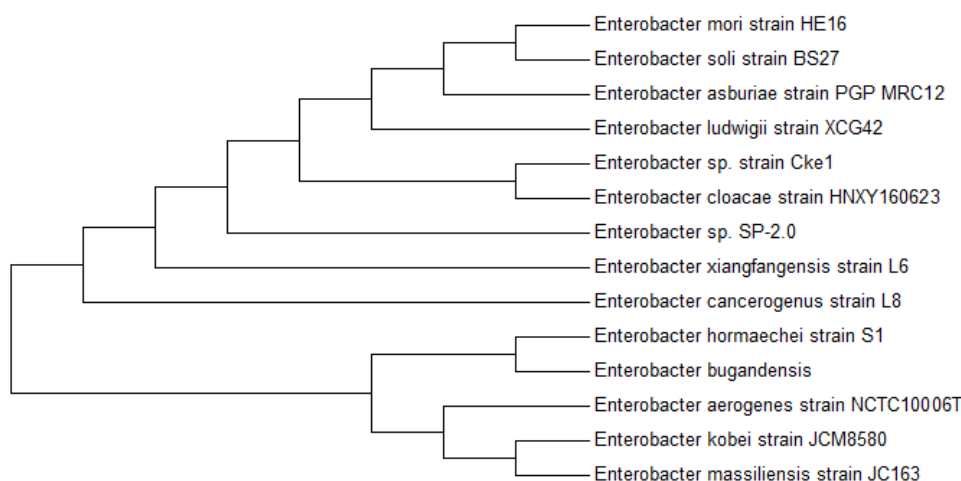 Enterobacter mori strain HE16
Enterobacter soli strain BS27
Enterobacter asburiae strain PGP MRC12
Enterobacter ludwigii strain XCG42
Enterobacter sp. strain Cke1
Enterobacter cloacae strain HNXY160623
Enterobacter sp. SP-2.0
Enterobacter xiangfangensis strain L6
Enterobacter cancerogenus strain L8
Enterobacter hormaechei strain S1
Enterobacter bugandensis
Enterobacter aerogenes strain NCTC10006T
Enterobacter kobei strain JCM8580
Enterobacter massiliensis strain JC163